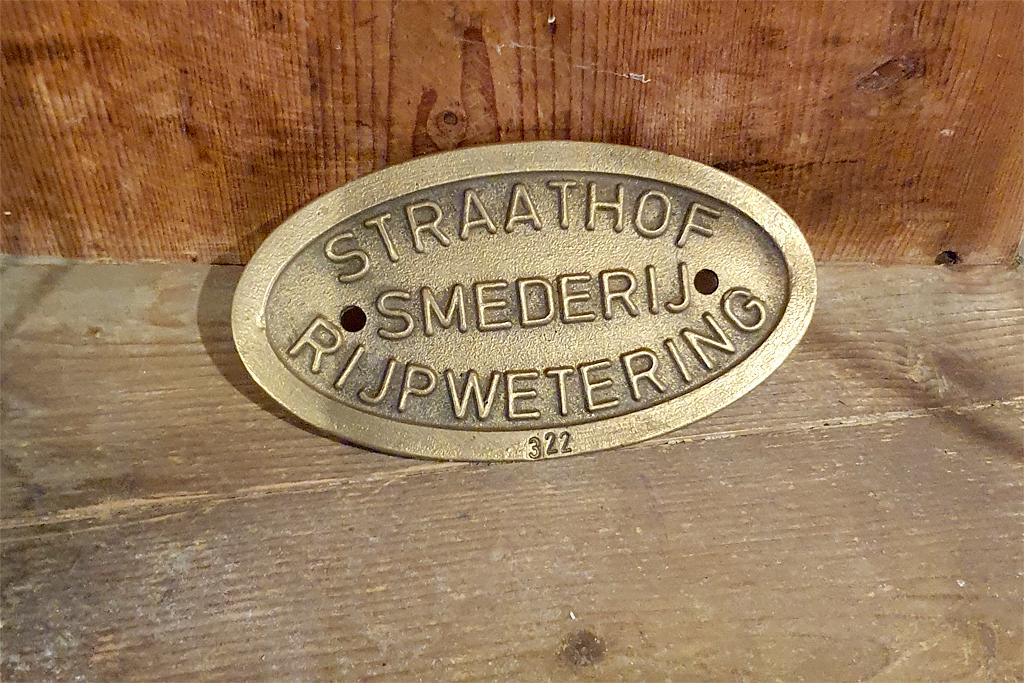 STRAATHOF
SMEDERIJ
RIJPWETERING
322